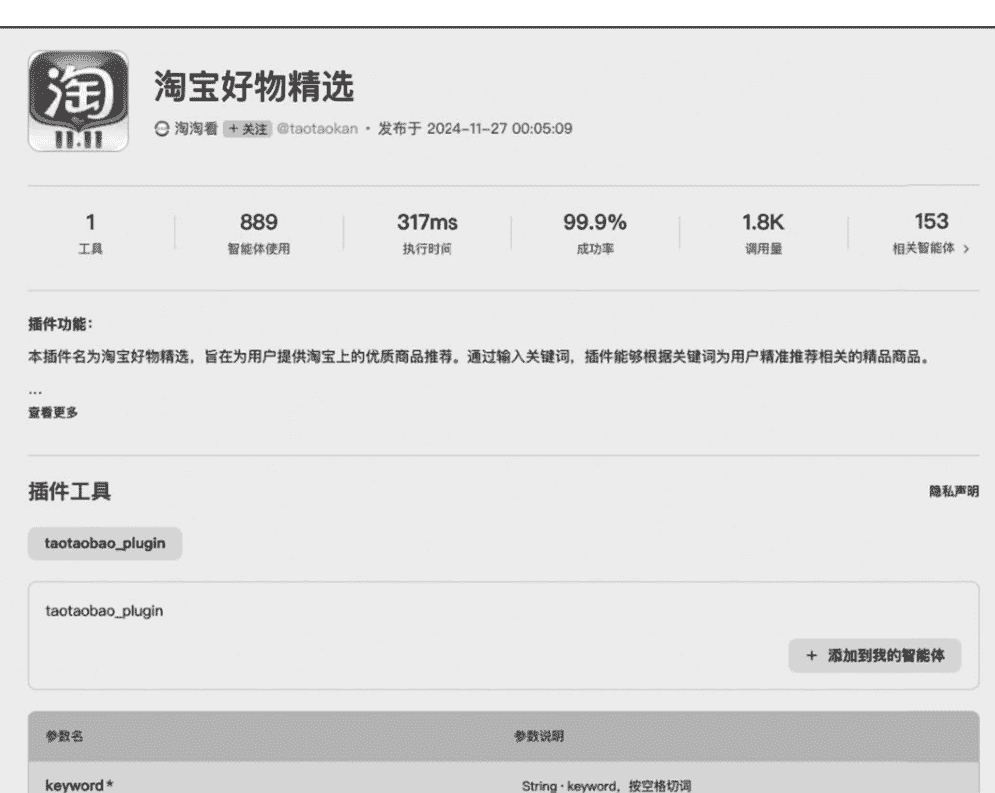 淘
11.11
淘宝好物精选
淘淘看 + 关注 @taotaokan · 发布于 2024-11-27 00:05:09
1 889 317ms 99.9% 1.8K 153
工具 智能体使用 执行时间 成功率 调用量 相关智能体 >
插件功能：
本插件名为淘宝好物精选，旨在为用户提供淘宝上的优质商品推荐。通过输入关键词，插件能够根据关键词为用户精准推荐相关的精品商品。
...
查看更多
插件工具 隐私声明
taotaobao_plugin
taotaobao_plugin
+ 添加到我的智能体
参数名 参数说明
keyword* String · keyword，按空格切词